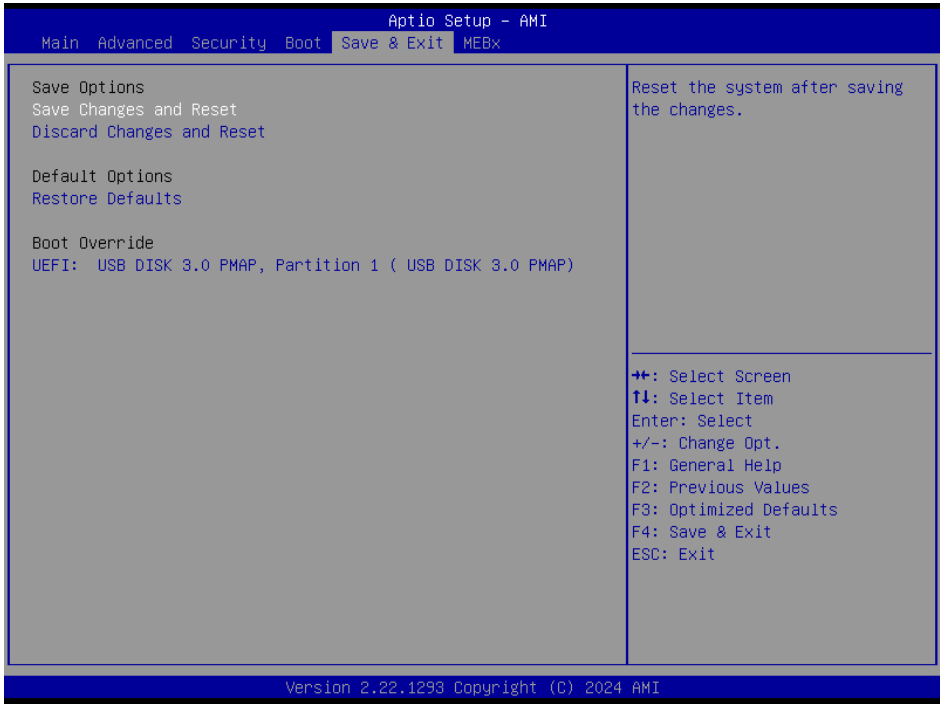 Aptio Setup – AMI
Main Advanced Security Boot Save & Exit MEBx
Save Options
Save Changes and Reset
Discard Changes and Reset
Default Options
Restore Defaults
Boot Override
UEFI: USB DISK 3.0 PMAP, Partition 1 ( USB DISK 3.0 PMAP)
Reset the system after saving
the changes.
→←: Select Screen
↑↓: Select Item
Enter: Select
+/-: Change Opt.
F1: General Help
F2: Previous Values
F3: Optimized Defaults
F4: Save & Exit
ESC: Exit
Version 2.22.1293 Copyright (C) 2024 AMI